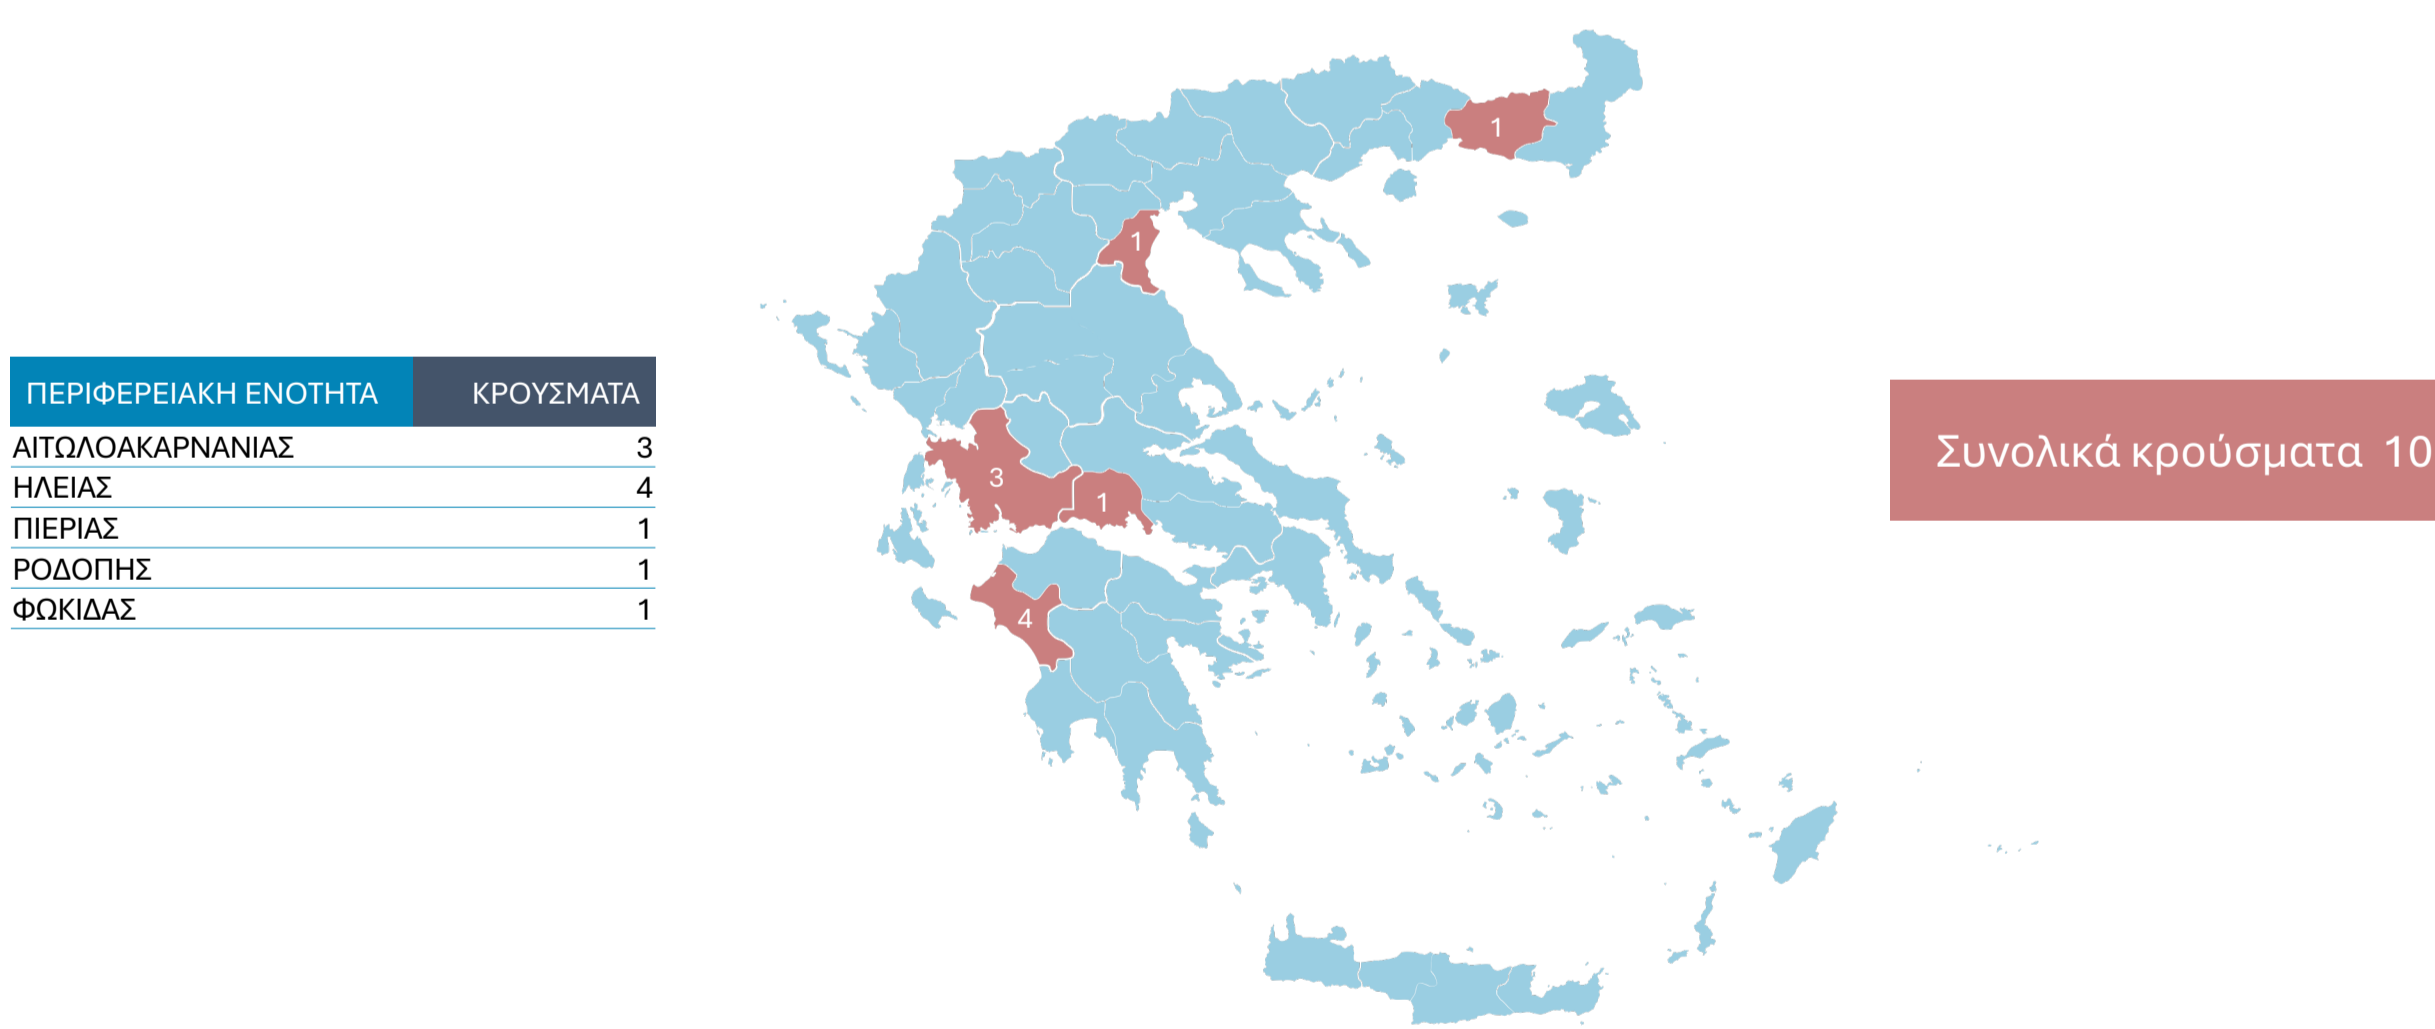 ΠΕΡΙΦΕΡΕΙΑΚΗ ΕΝΟΤΗΤΑ ΚΡΟΥΣΜΑΤΑ
ΑΙΤΩΛΟΑΚΑΡΝΑΝΙΑΣ 3
ΗΛΕΙΑΣ 4
ΠΙΕΡΙΑΣ 1
ΡΟΔΟΠΗΣ 1
ΦΩΚΙΔΑΣ 1
1
1
3
1
4
Συνολικά κρούσματα 10